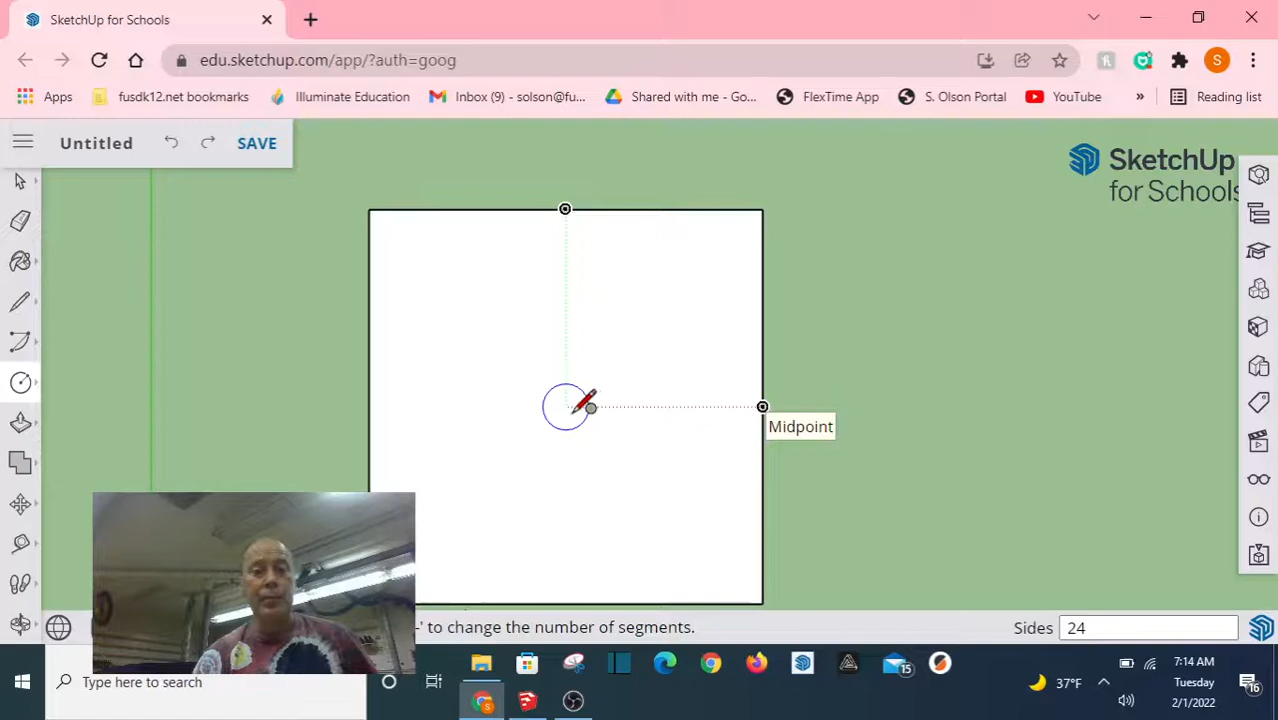 SketchUp for Schools
edu.sketchup.com/app/?auth=goog
S
Apps
fusdk12.net bookmarks
Illuminate Education
Inbox (9) - solson@fu...
Shared with me - Go...
FlexTime App
S. Olson Portal
YouTube
»
Reading list
Untitled
SAVE
SketchUp
for Schools
Midpoint
-' to change the number of segments.
Sides
24
Type here to search
15
37°F
7:14 AM
Tuesday
2/1/2022
16